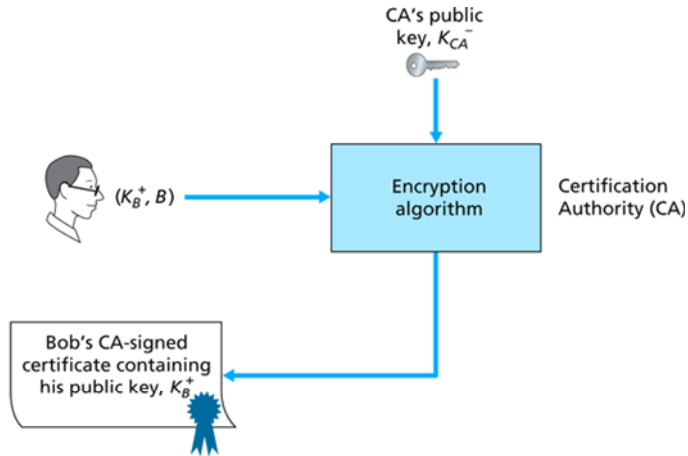 CA's public
key, K_CA^−
(K_B^+, B)
Encryption
algorithm
Certification
Authority (CA)
Bob's CA-signed
certificate containing
his public key, K_B^+